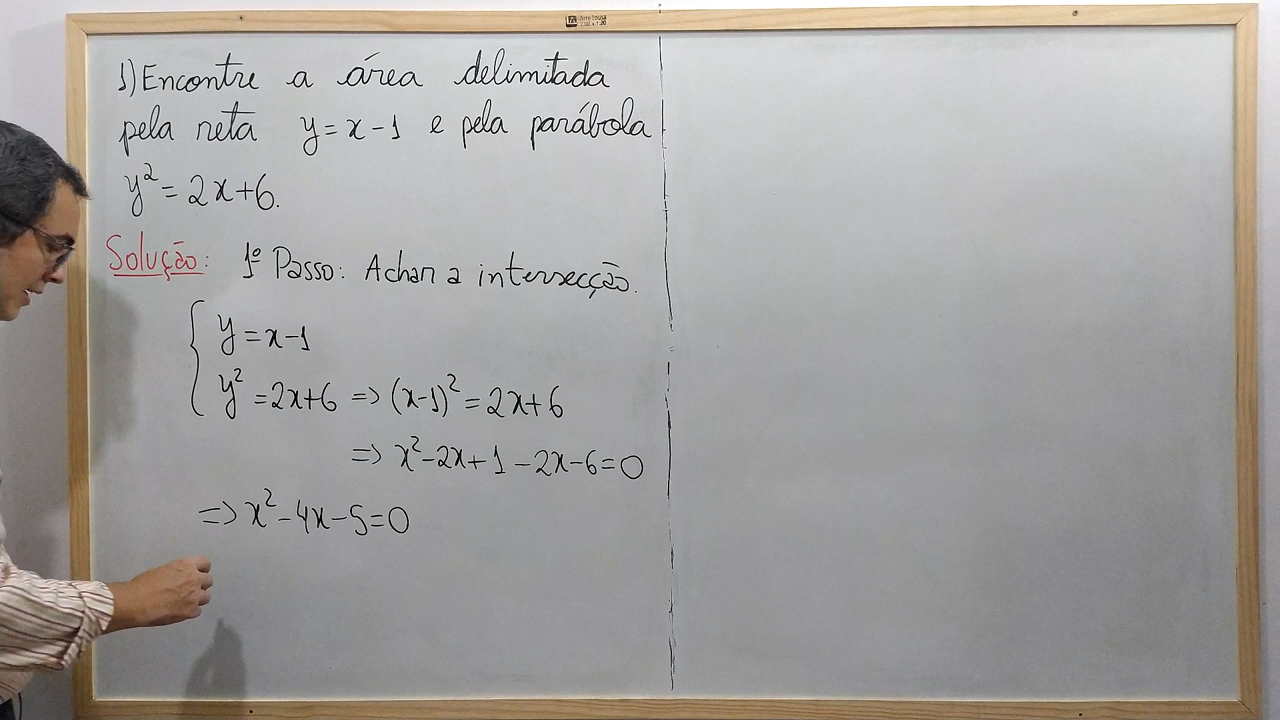 1) Encontre a área delimitada
pela reta y = x - 1 e pela parábola
y² = 2x + 6.
Solução: 1º Passo: Achar a intersecção.
y = x - 1
y² = 2x + 6 => (x - 1)² = 2x + 6
=> x² - 2x + 1 - 2x - 6 = 0
=> x² - 4x - 5 = 0